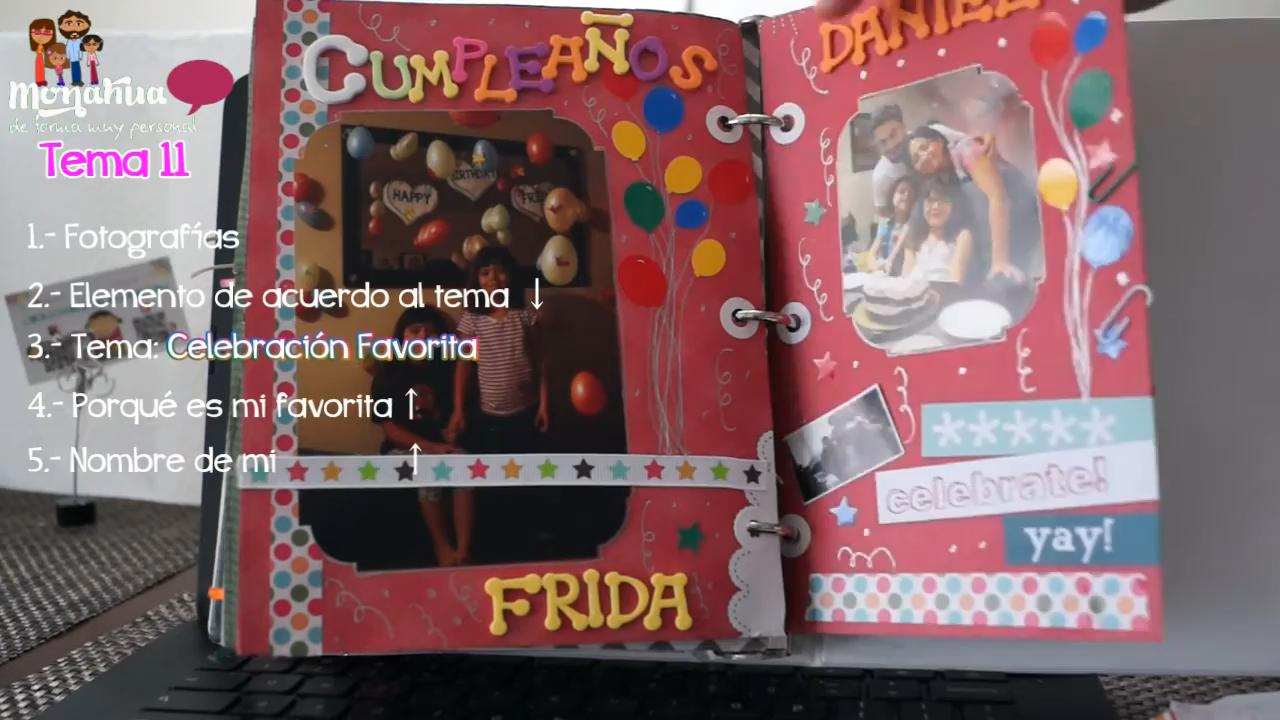 monahua
de forma muy personal
Tema 11
1.- Fotografías
2.- Elemento de acuerdo al tema ↓
3.- Tema: Celebración Favorita
4.- Porqué es mi favorita ↑
5.- Nombre de mi ↑
CUMPLEAÑOS
HAPPY
BIRTHDAY
FRIDA
DANIEL
*****
celebrate!
yay!